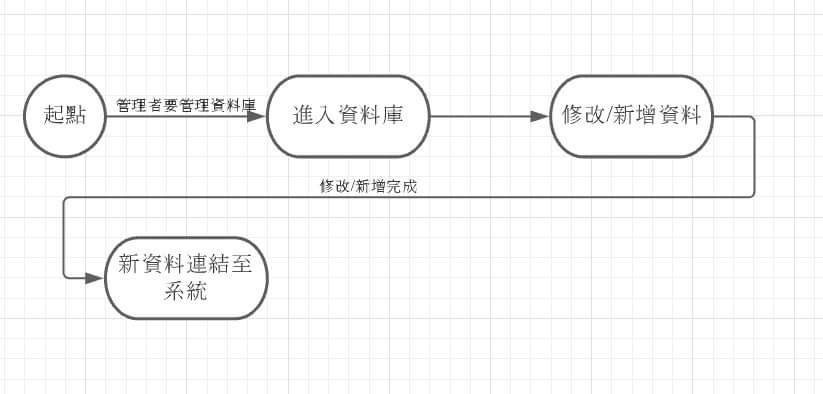 起點
管理者要管理資料庫
進入資料庫
修改/新增資料
修改/新增完成
新資料連結至
系統